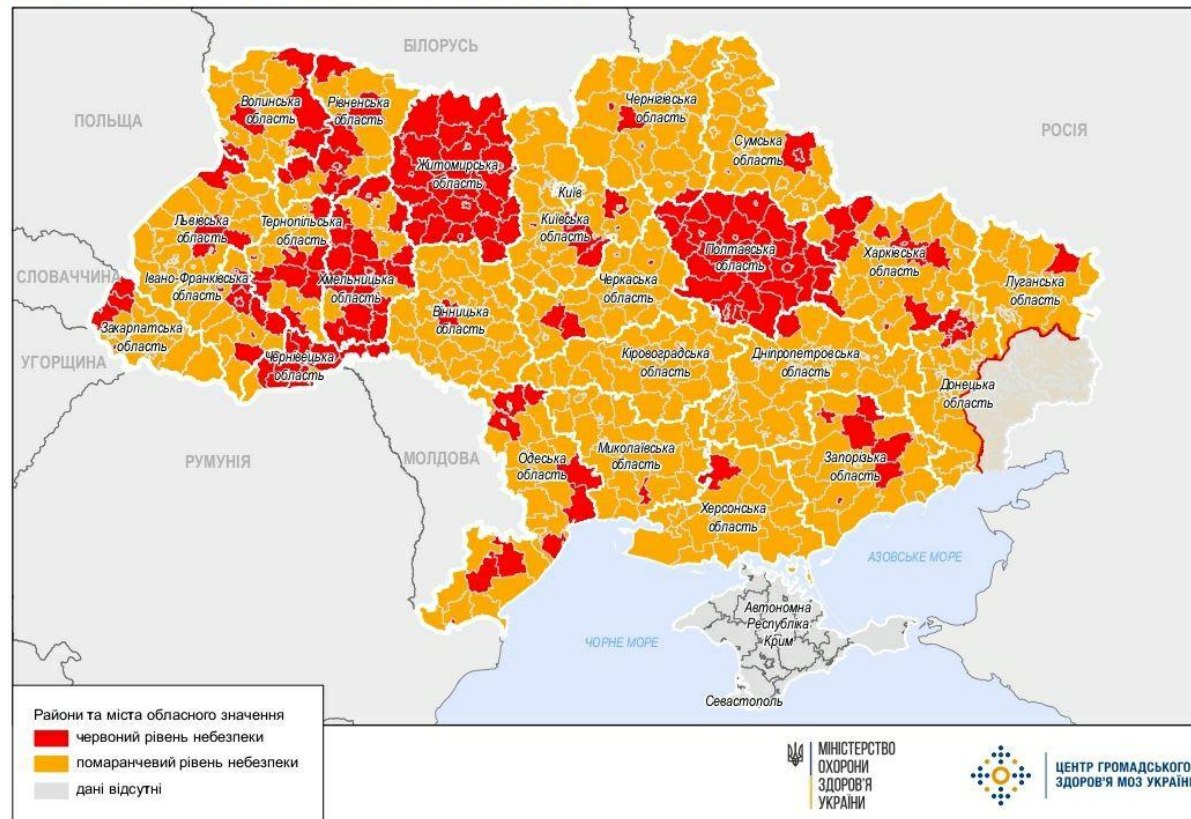 БІЛОРУСЬ
ПОЛЬЩА
РОСІЯ
Волинська
область
Рівненська
область
Чернігівська
область
Сумська
область
Житомирська
область
Київ
Київська
область
Львівська
область
Тернопільська
область
Хмельницька
область
Полтавська
область
Харківська
область
Луганська
область
СЛОВАЧЧИНА
Івано-Франківська
область
Черкаська
область
Вінницька
область
Закарпатська
область
УГОРЩИНА
Чернівецька
область
Кіровоградська
область
Дніпропетровська
область
Донецька
область
РУМУНІЯ
МОЛДОВА
Одеська
область
Миколаївська
область
Запорізька
область
Херсонська
область
АЗОВСЬКЕ МОРЕ
ЧОРНЕ МОРЕ
Автономна
Республіка
Крим
Севастополь
Райони та міста обласного значення
червоний рівень небезпеки
помаранчевий рівень небезпеки
дані відсутні
МІНІСТЕРСТВО
ОХОРОНИ
ЗДОРОВ'Я
УКРАЇНИ
ЦЕНТР ГРОМАДСЬКОГО
ЗДОРОВ'Я МОЗ УКРАЇНИ